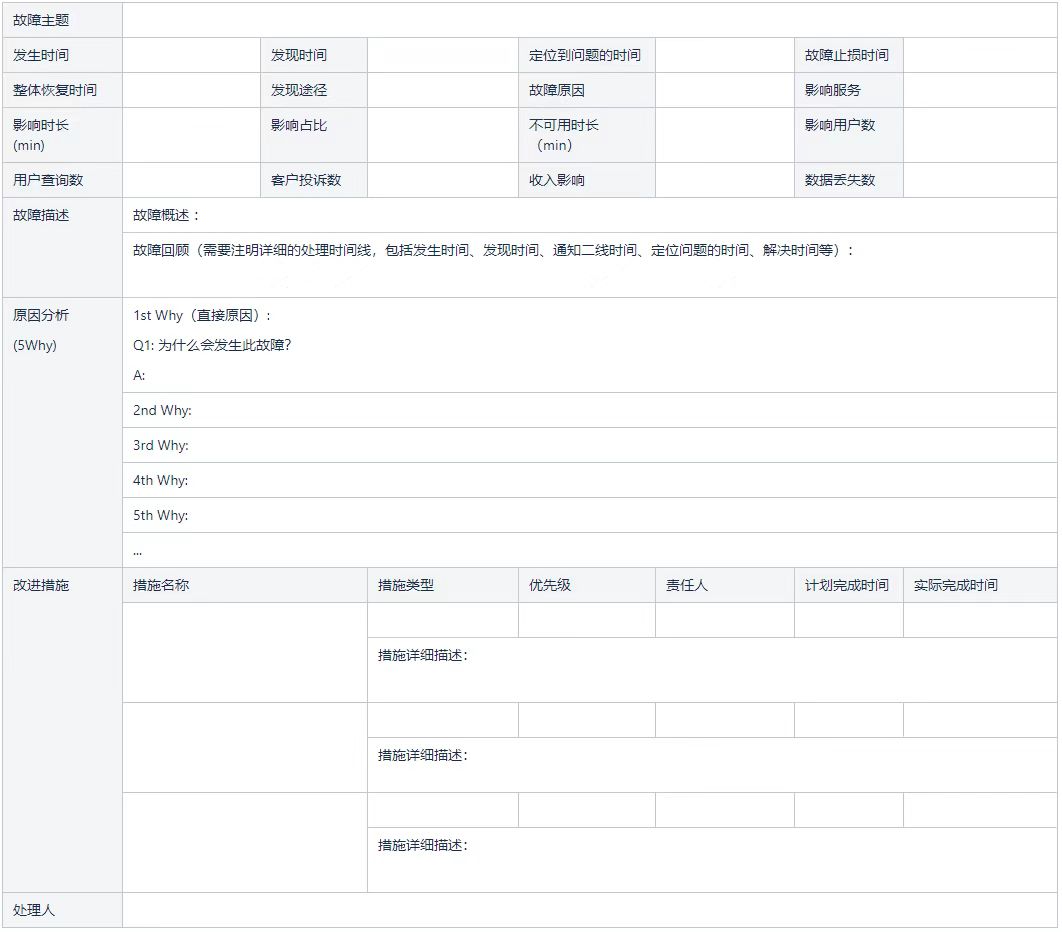 故障主题
发生时间 发现时间 定位到问题的时间 故障止损时间
整体恢复时间 发现途径 故障原因 影响服务
影响时长 影响占比 不可用时长 影响用户数
(min) （min）
用户查询数 客户投诉数 收入影响 数据丢失数
故障描述 故障概述：
故障回顾（需要注明详细的处理时间线，包括发生时间、发现时间、通知二线时间、定位问题的时间、解决时间等）:
原因分析 1st Why（直接原因）:
(5Why) Q1: 为什么会发生此故障？
A:
2nd Why:
3rd Why:
4th Why:
5th Why:
...
改进措施 措施名称 措施类型 优先级 责任人 计划完成时间 实际完成时间
措施详细描述：
措施详细描述：
措施详细描述：
处理人